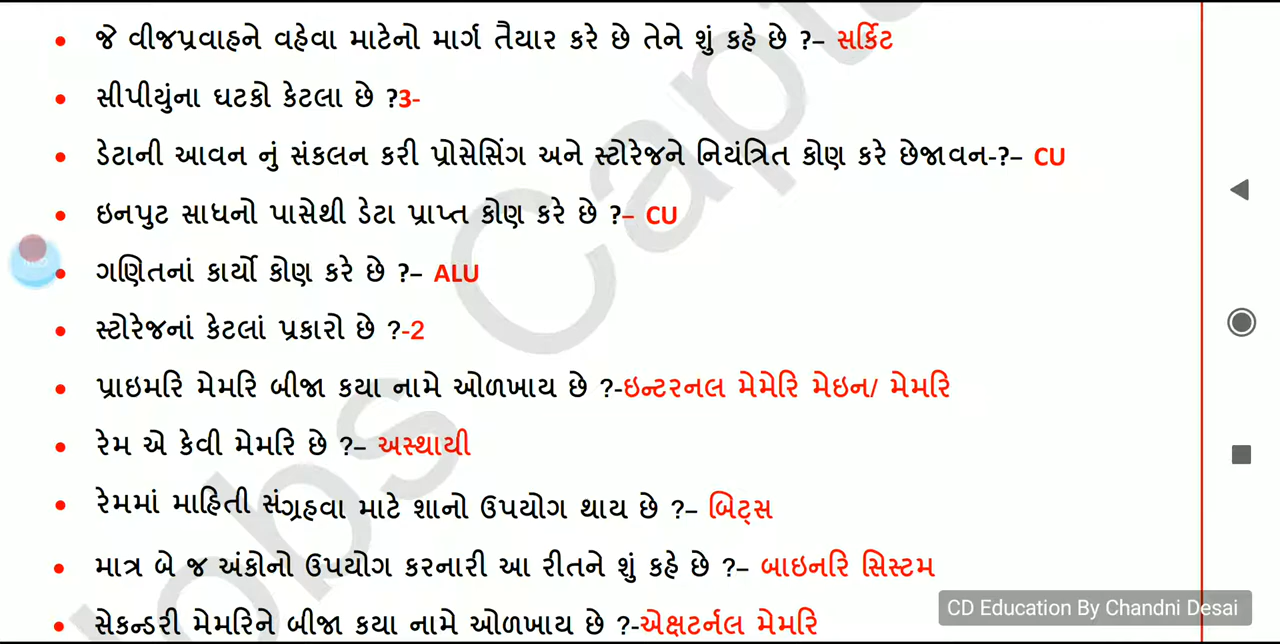 • જે વીજપ્રવાહને વહેવા માટેનો માર્ગ તૈયાર કરે છે તેને શું કહે છે ?– સર્કિટ
• સીપીયુંના ઘટકો કેટલા છે ?3-
• ડેટાની આવન નું સંકલન કરી પ્રોસેસિંગ અને સ્ટોરેજને નિયંત્રિત કોણ કરે છેજાવન-?– CU
• ઇનપુટ સાધનો પાસેથી ડેટા પ્રાપ્ત કોણ કરે છે ?– CU
• ગણિતનાં કાર્યો કોણ કરે છે ?– ALU
• સ્ટોરેજનાં કેટલાં પ્રકારો છે ?-2
• પ્રાઇમરિ મેમરિ બીજા કયા નામે ઓળખાય છે ?-ઇન્ટરનલ મેમેરિ મેઇન/ મેમરિ
• રેમ એ કેવી મેમરિ છે ?– અસ્થાયી
• રેમમાં માહિતી સંગ્રહવા માટે શાનો ઉપયોગ થાય છે ?– બિટ્સ
• માત્ર બે જ અંકોનો ઉપયોગ કરનારી આ રીતને શું કહે છે ?– બાઇનરિ સિસ્ટમ
• સેકન્ડરી મેમરિને બીજા કયા નામે ઓળખાય છે ?-એક્ષટર્નલ મેમરિ
CD Education By Chandni Desai